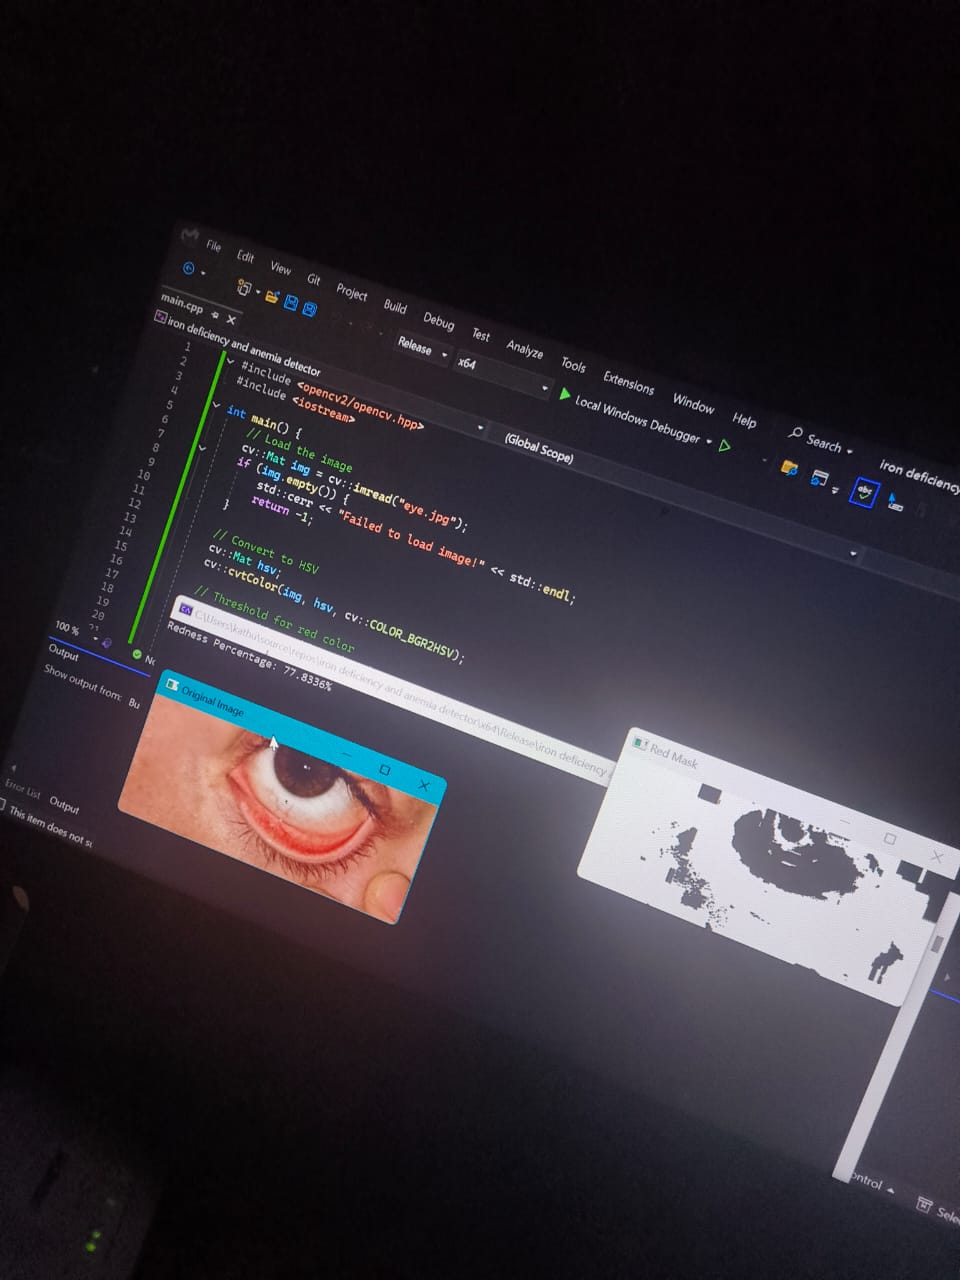 File Edit View Git Project Build Debug Test Analyze Tools Extensions Window Help Search iron deficiency
Release x64 Local Windows Debugger
main.cpp
iron deficiency and anemia detector (Global Scope)
1 #include <opencv2/opencv.hpp>
2 #include <iostream>
3
4 int main() {
5 // Load the image
6 cv::Mat img = cv::imread("eye.jpg");
7 if (img.empty()) {
8 std::cerr << "Failed to load image!" << std::endl;
9 return -1;
10 }
11
12 // Convert to HSV
13 cv::Mat hsv;
14 cv::cvtColor(img, hsv, cv::COLOR_BGR2HSV);
15
16 // Threshold for red color
17
18
19
20
21
100 % No
C:\Users\kathu\source\repos\iron deficiency and anemia detector\x64\Release\iron deficiency
Redness Percentage: 77.8336%
Output
Show output from: Bu
Original Image
Red Mask
Error List Output
This item does not su
ontrol
Sele